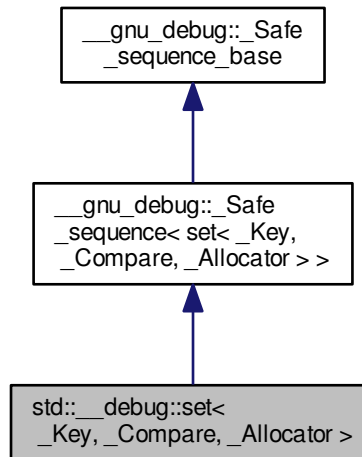 __gnu_debug::_Safe
_sequence_base
__gnu_debug::_Safe
_sequence< set< _Key,
_Compare, _Allocator > >
std::__debug::set<
_Key, _Compare, _Allocator >